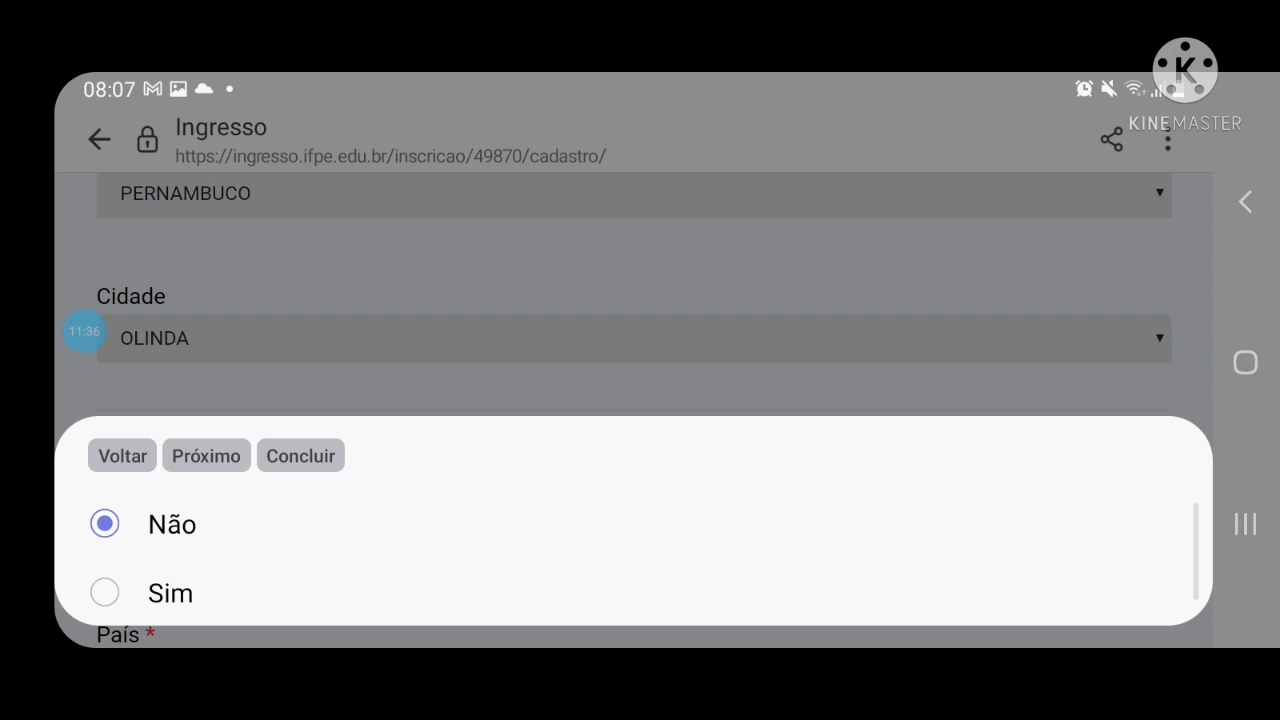 08:07
K
KINEMASTER
Ingresso
https://ingresso.ifpe.edu.br/inscricao/49870/cadastro/
PERNAMBUCO
Cidade
11:36
OLINDA
Voltar Próximo Concluir
Não
Sim
País *